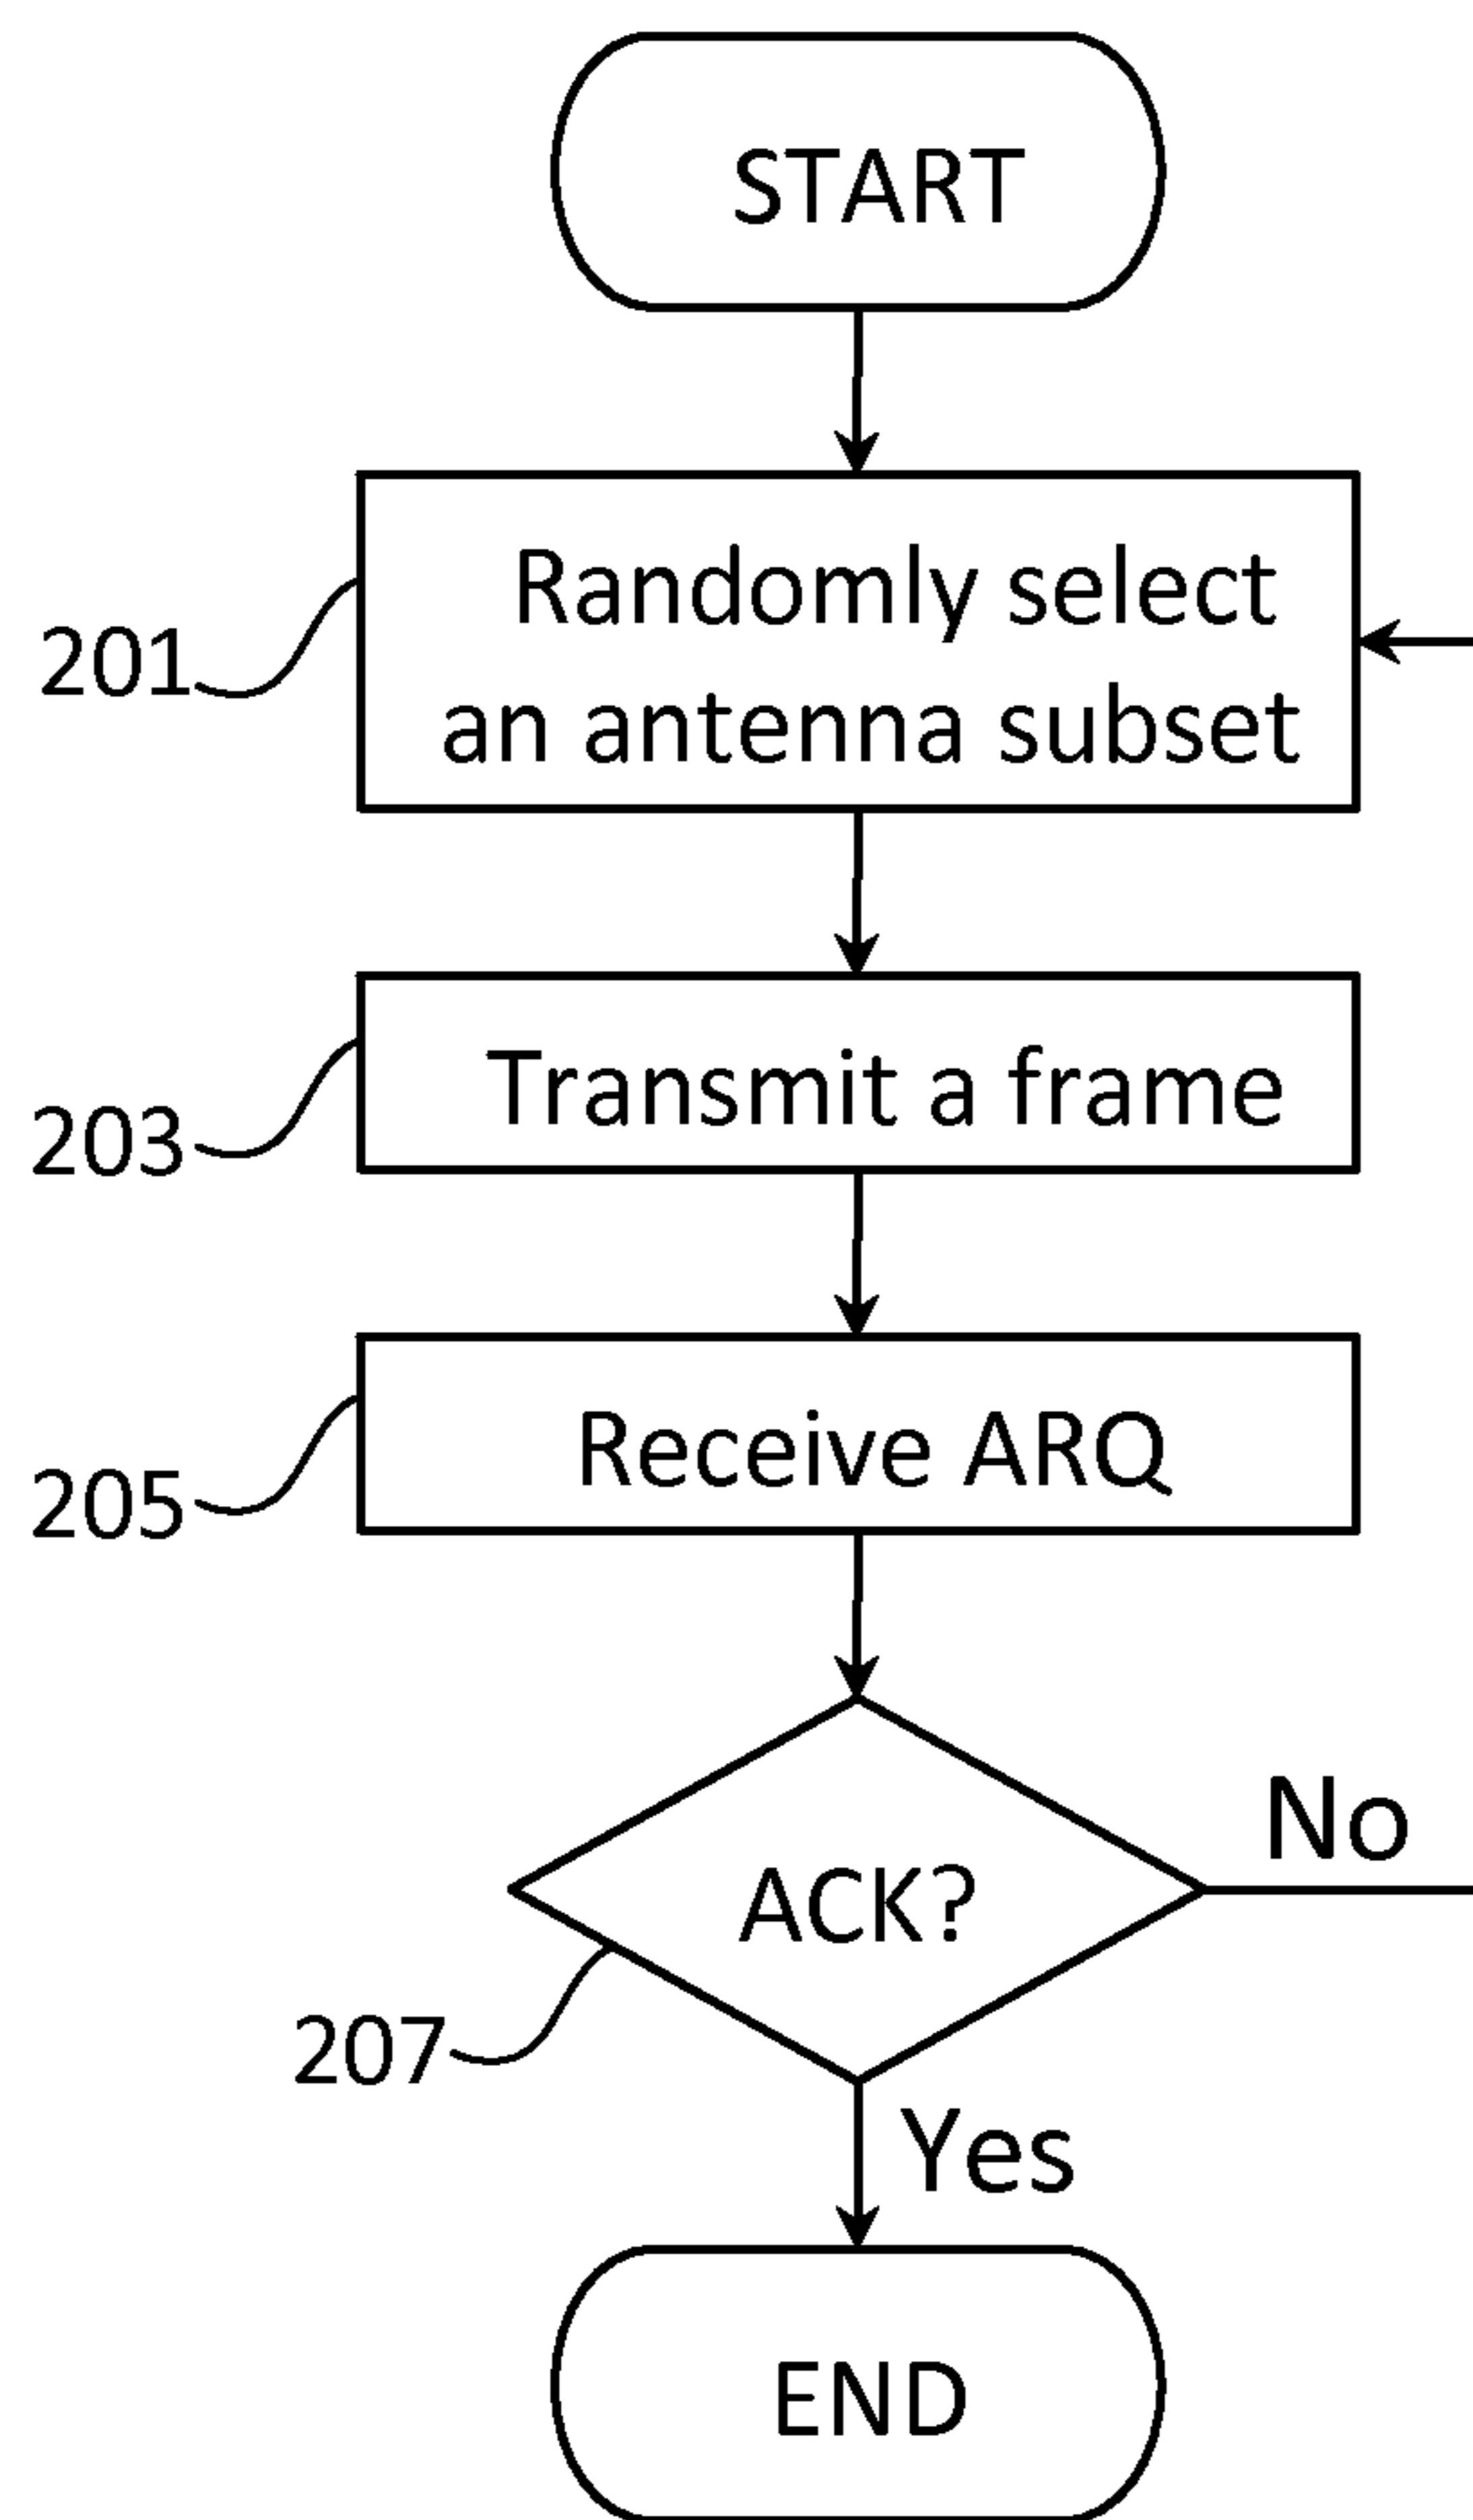 START
Randomly select
an antenna subset
201
Transmit a frame
203
Receive ARQ
205
No
ACK?
207
Yes
END